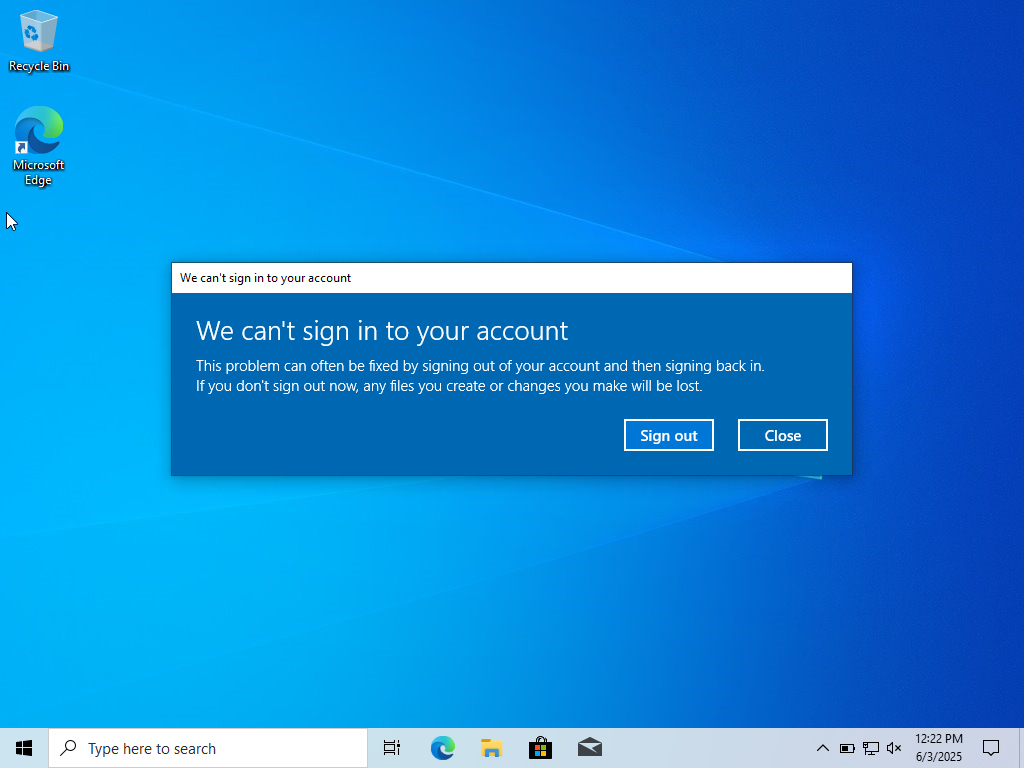 Recycle Bin
Microsoft
Edge
We can't sign in to your account
We can't sign in to your account
This problem can often be fixed by signing out of your account and then signing back in.
If you don't sign out now, any files you create or changes you make will be lost.
Sign out
Close
Type here to search
12:22 PM
6/3/2025